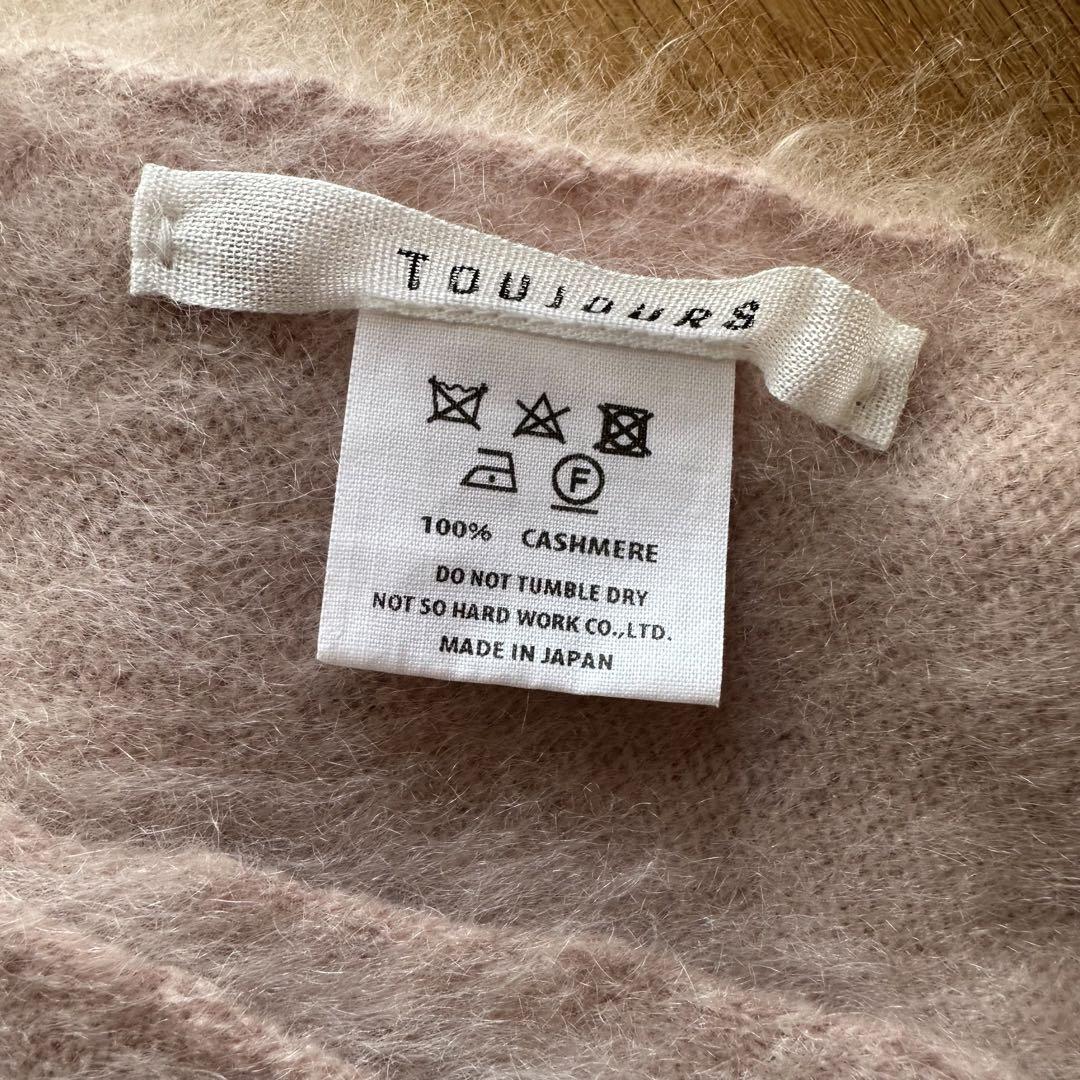 TOUJOURS
F
100% CASHMERE
DO NOT TUMBLE DRY
NOT SO HARD WORK CO.,LTD.
MADE IN JAPAN